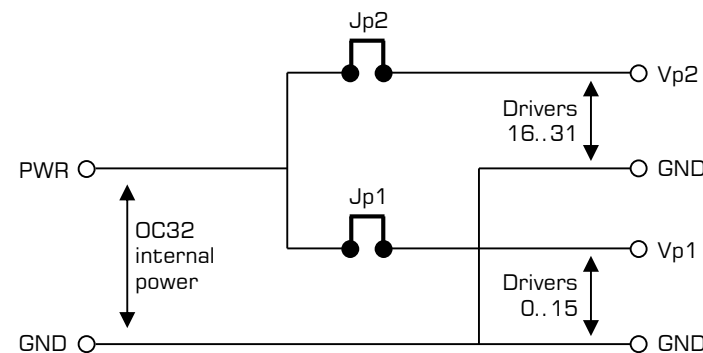 Jp2
Vp2
Drivers
16..31
PWR
GND
Jp1
OC32
internal
power
Vp1
Drivers
0..15
GND
GND